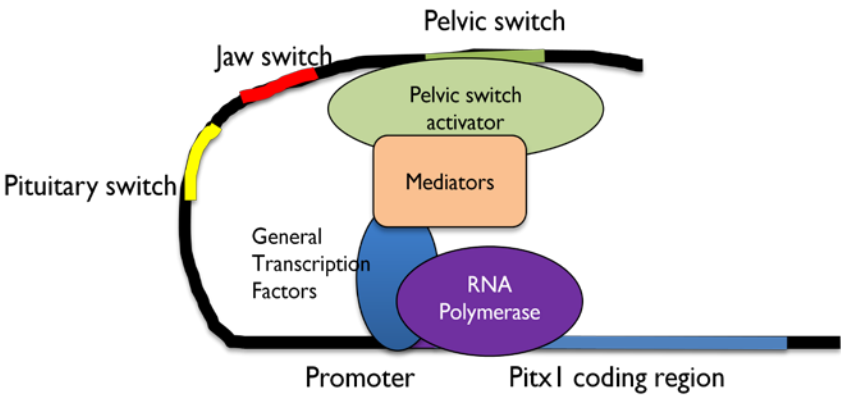 Pelvic switch
Jaw switch
Pelvic switch
activator
Pituitary switch
Mediators
General
Transcription
Factors
RNA
Polymerase
Promoter
Pitx1 coding region